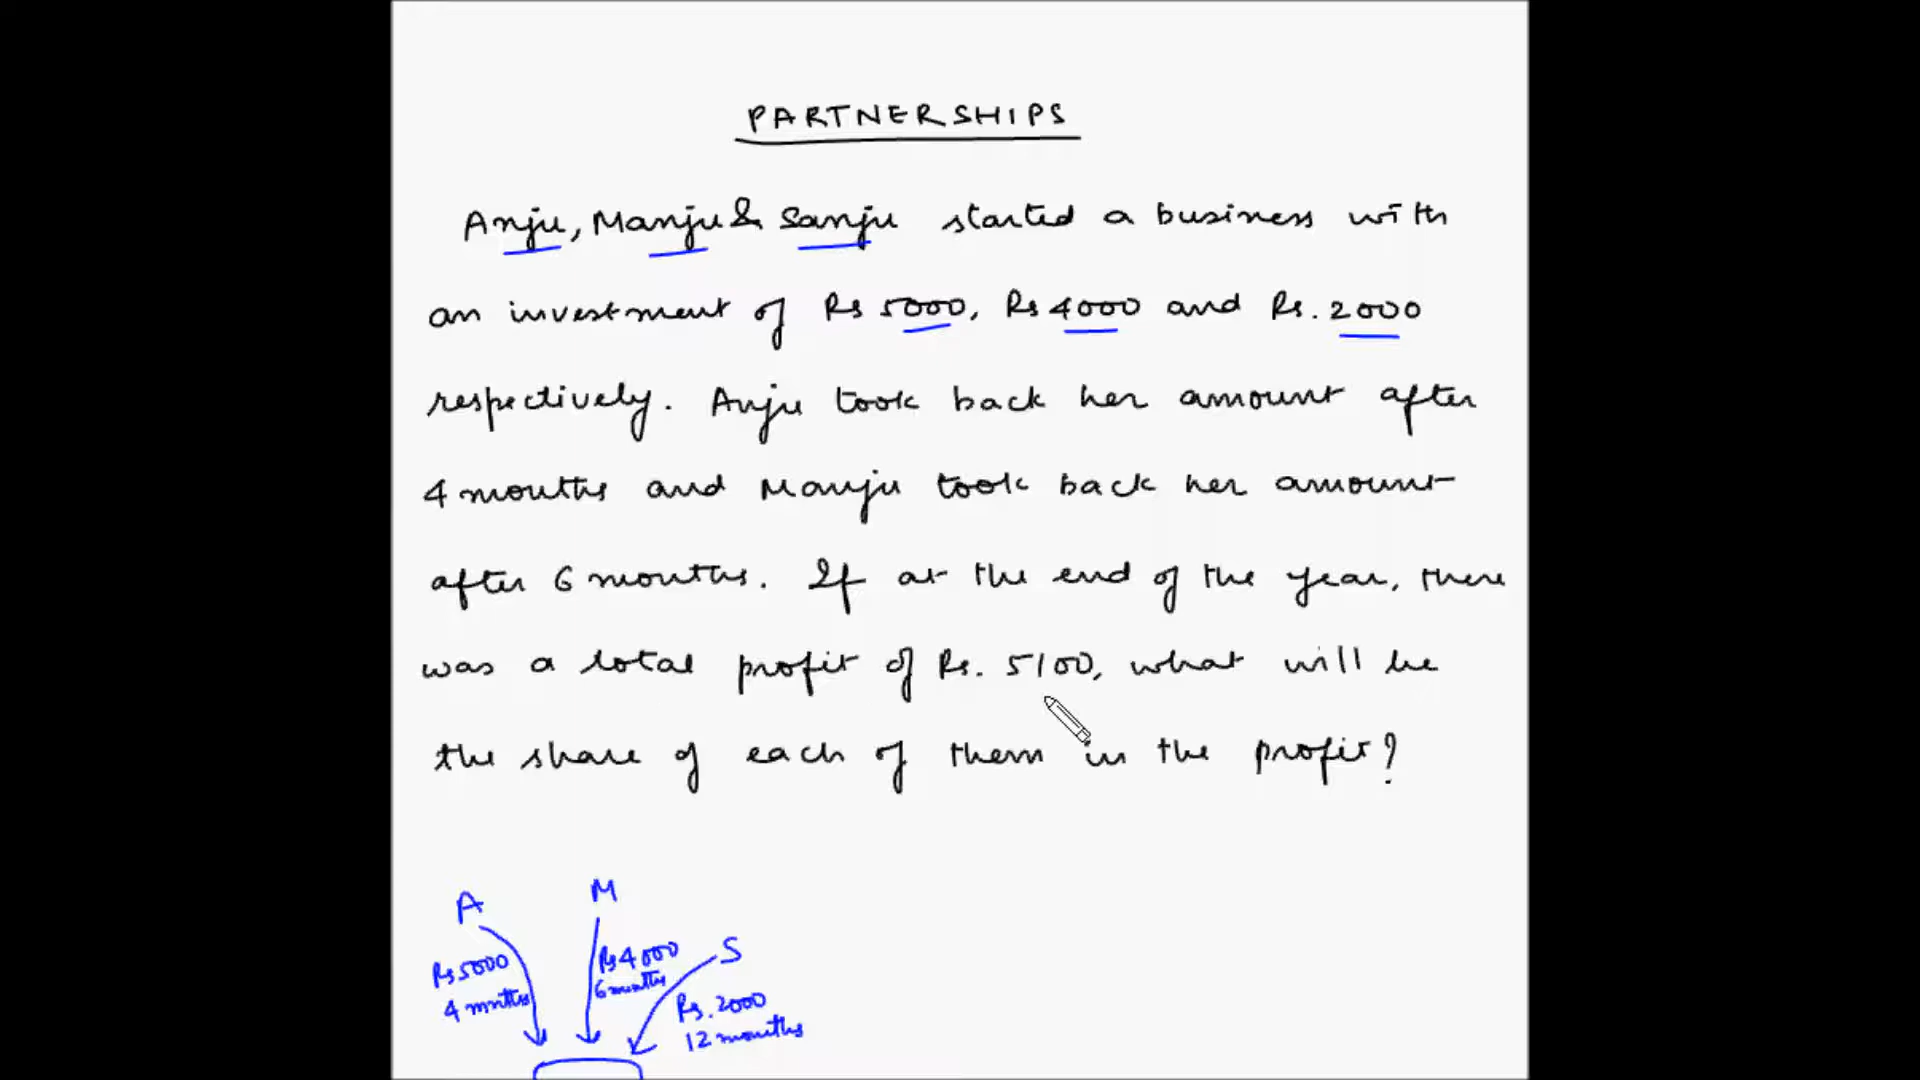 PARTNERSHIPS
Anju, Manju & Sanju started a business with
an investment of Rs 5000, Rs 4000 and Rs. 2000
respectively. Anju took back her amount after
4 months and Manju took back her amount
after 6 months. If at the end of the year, there
was a total profit of Rs. 5100, what will be
the share of each of them in the profit?
A
M
S
Rs 5000
4 months
Rs 4000
6 months
Rs. 2000
12 months